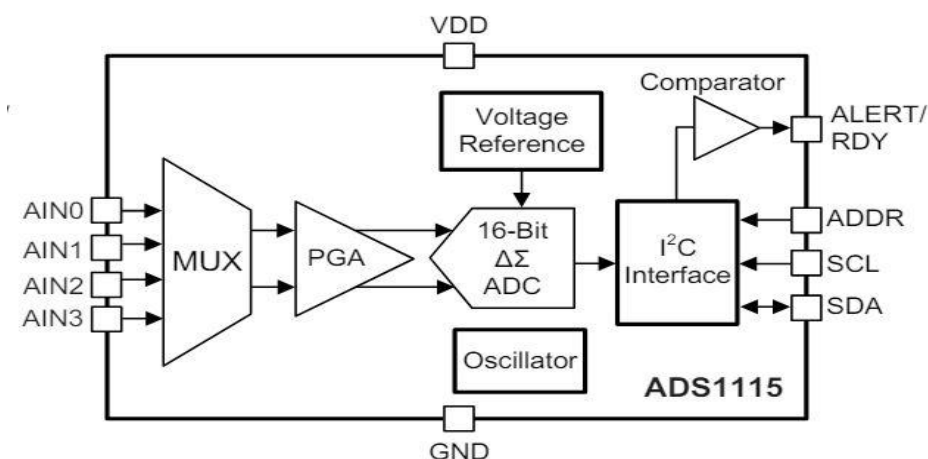 VDD
Comparator
Voltage
Reference
ALERT/
RDY
AIN0
AIN1
AIN2
AIN3
MUX
PGA
16-Bit
ΔΣ
ADC
I²C
Interface
ADDR
SCL
SDA
Oscillator
ADS1115
GND